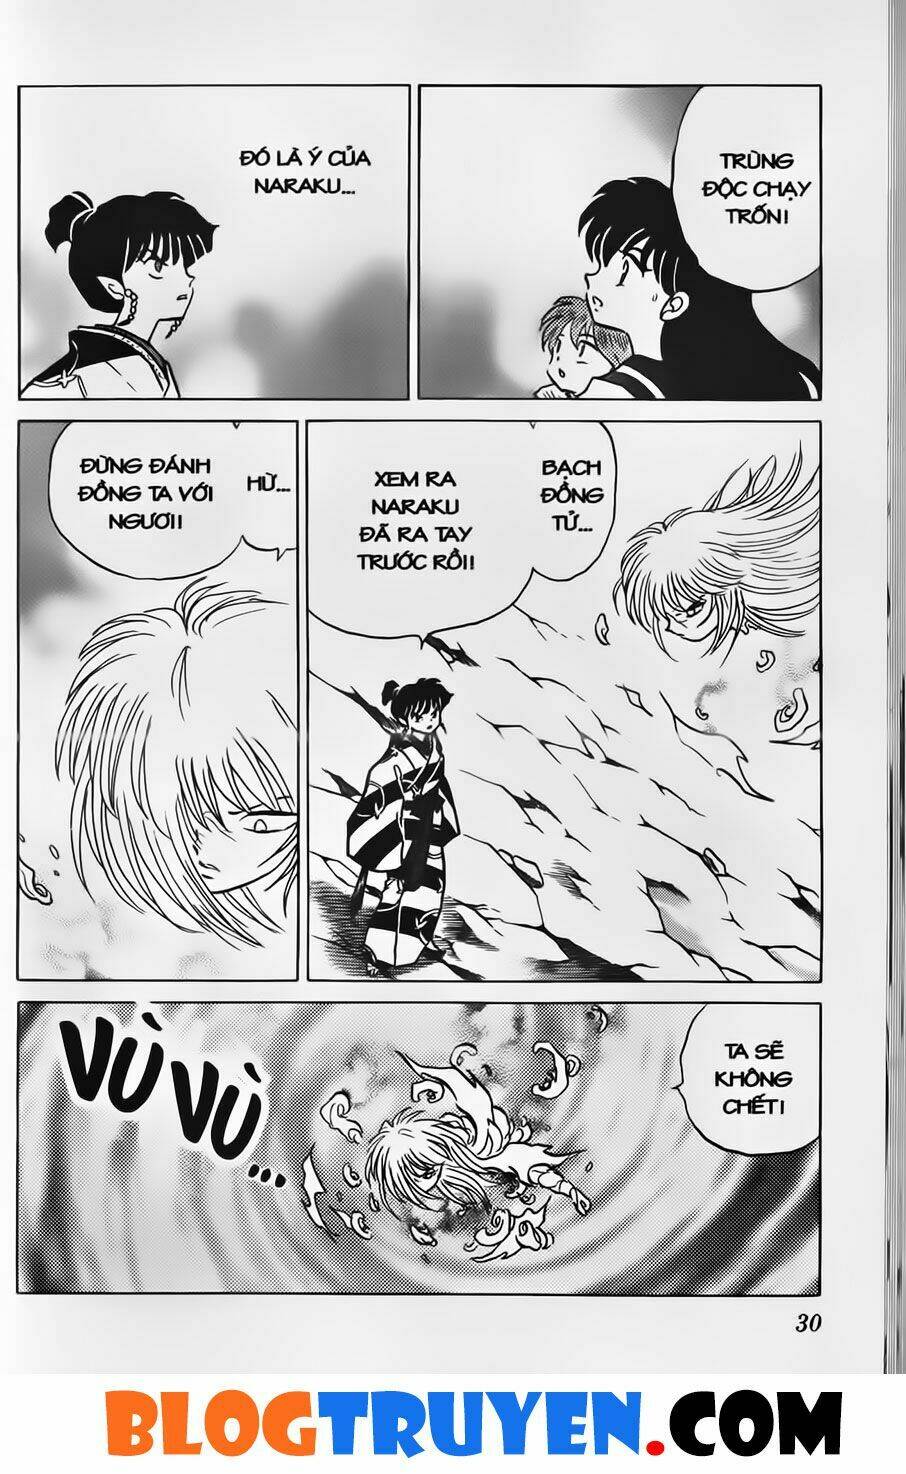 TRÙNG
ĐỘC CHẠY
TRỐN!
ĐÓ LÀ Ý CỦA
NARAKU...
BẠCH
ĐỒNG
TỬ...
XEM RA
NARAKU
ĐÃ RA TAY
TRƯỚC RỒI!
HỪ...
ĐỪNG ĐÁNH
ĐỒNG TA VỚI
NGƯƠI!
TA SẼ
KHÔNG
CHẾT!
VÙ VÙ...
30
BLOGTRUYEN.COM